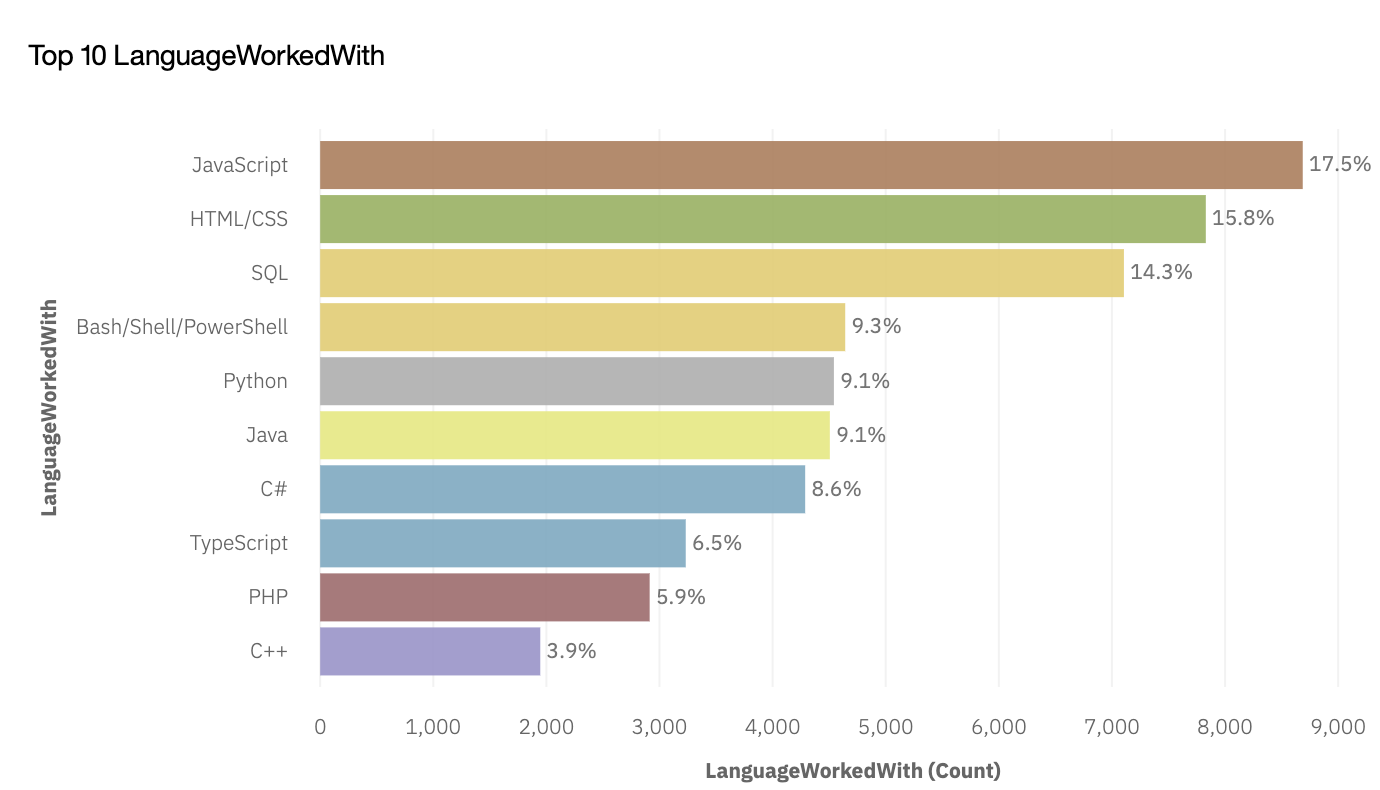 Top 10 LanguageWorkedWith
LanguageWorkedWith
JavaScript 17.5%
HTML/CSS 15.8%
SQL 14.3%
Bash/Shell/PowerShell 9.3%
Python 9.1%
Java 9.1%
C# 8.6%
TypeScript 6.5%
PHP 5.9%
C++ 3.9%
0 1,000 2,000 3,000 4,000 5,000 6,000 7,000 8,000 9,000
LanguageWorkedWith (Count)